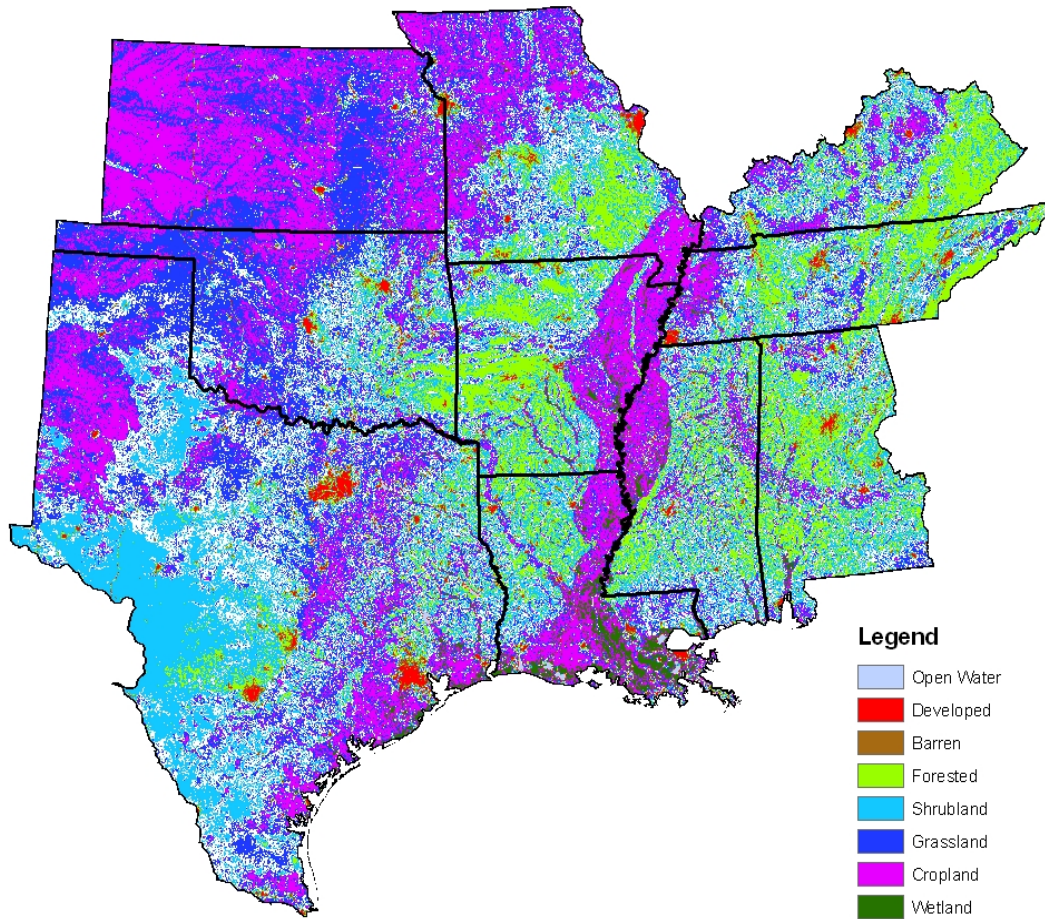 Legend
Open Water
Developed
Barren
Forested
Shrubland
Grassland
Cropland
Wetland